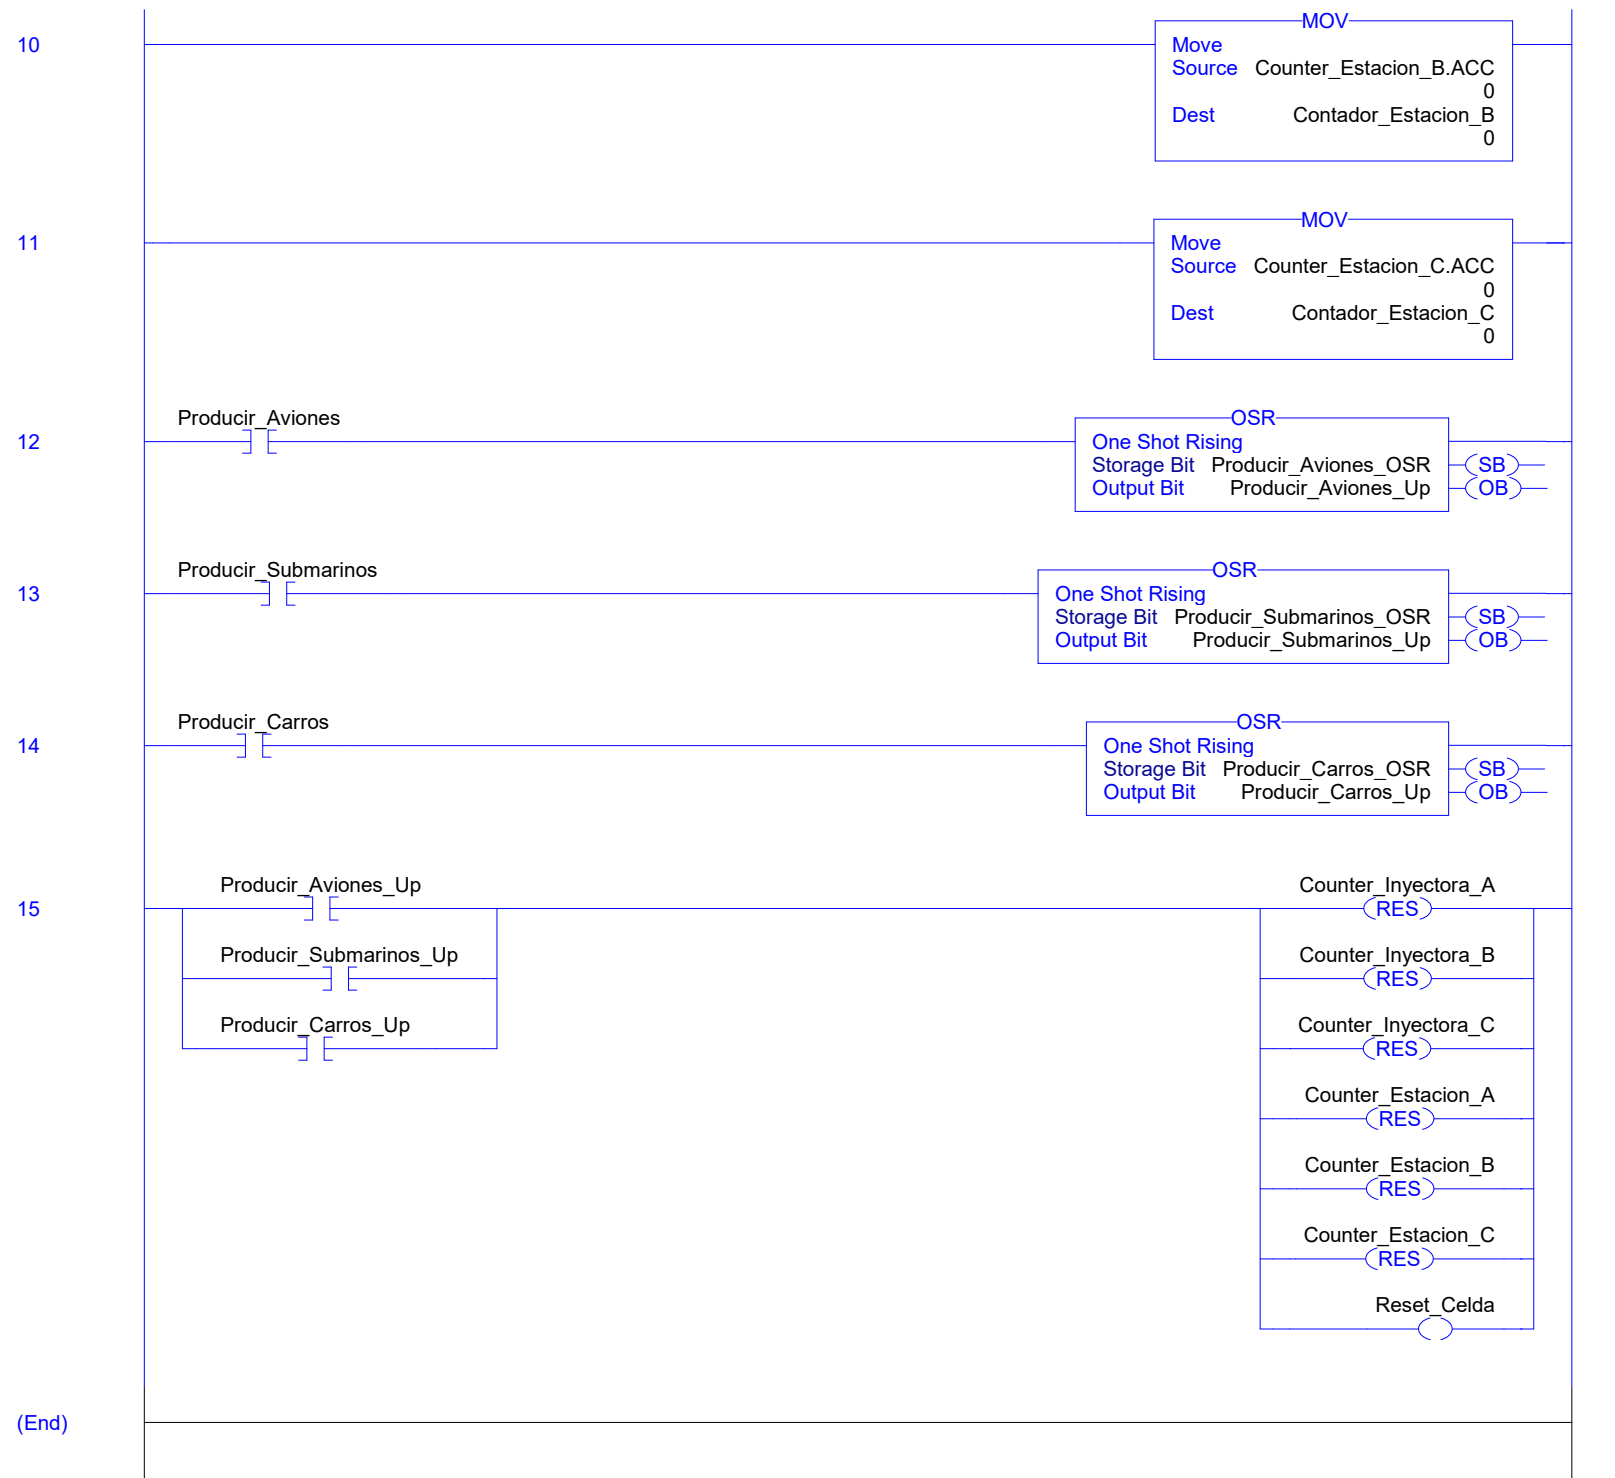 MOV
10
Move
Source Counter_Estacion_B.ACC
0
Dest Contador_Estacion_B
0
MOV
11
Move
Source Counter_Estacion_C.ACC
0
Dest Contador_Estacion_C
0
Producir_Aviones
OSR
12
One Shot Rising
Storage Bit Producir_Aviones_OSR
SB
Output Bit Producir_Aviones_Up
OB
Producir_Submarinos
OSR
13
One Shot Rising
Storage Bit Producir_Submarinos_OSR
SB
Output Bit Producir_Submarinos_Up
OB
Producir_Carros
OSR
14
One Shot Rising
Storage Bit Producir_Carros_OSR
SB
Output Bit Producir_Carros_Up
OB
Producir_Aviones_Up
Counter_Inyectora_A
15
RES
Producir_Submarinos_Up
Counter_Inyectora_B
RES
Producir_Carros_Up
Counter_Inyectora_C
RES
Counter_Estacion_A
RES
Counter_Estacion_B
RES
Counter_Estacion_C
RES
Reset_Celda
(End)